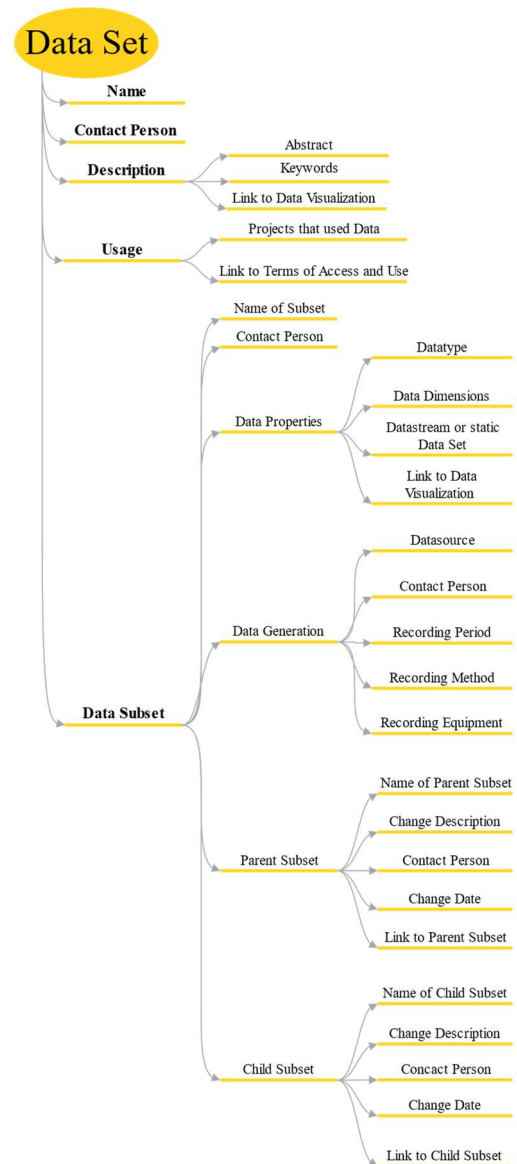 Data Set
Name
Contact Person
Description
Abstract
Keywords
Link to Data Visualization
Usage
Projects that used Data
Link to Terms of Access and Use
Data Subset
Name of Subset
Contact Person
Data Properties
Datatype
Data Dimensions
Datastream or static
Data Set
Link to Data
Visualization
Data Generation
Datasource
Contact Person
Recording Period
Recording Method
Recording Equipment
Parent Subset
Name of Parent Subset
Change Description
Contact Person
Change Date
Link to Parent Subset
Child Subset
Name of Child Subset
Change Description
Concact Person
Change Date
Link to Child Subset